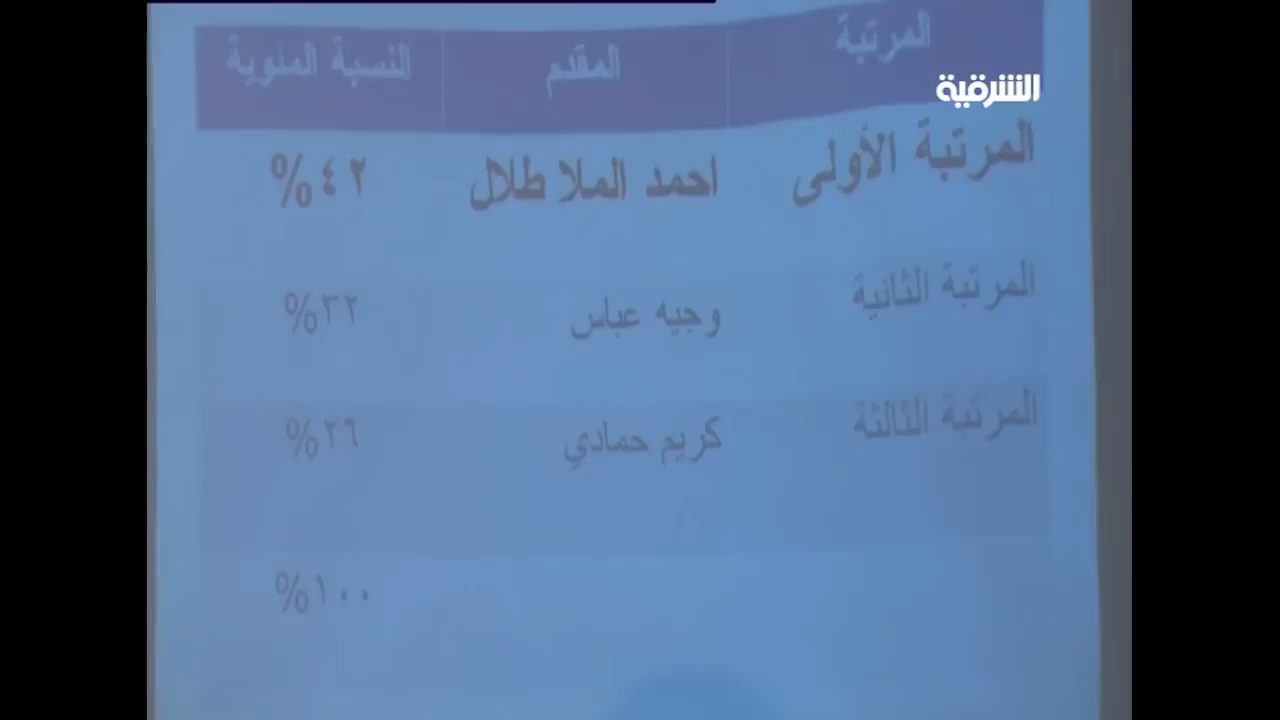 المرتبة المقدم النسبة المئوية
الشرقية
المرتبة الأولى احمد الملا طلال ٤٢%
المرتبة الثانية وجيه عباس ٣٢%
المرتبة الثالثة كريم حمادي ٢٦%
١٠٠%